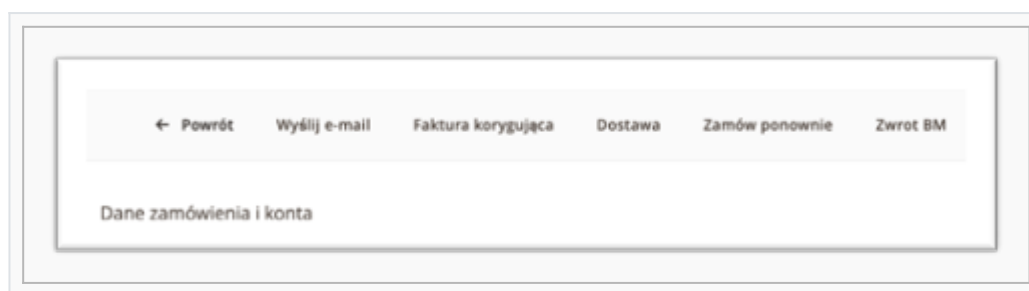 ← Powrót Wyślij e-mail Faktura korygująca Dostawa Zamów ponownie Zwrot BM
Dane zamówienia i konta